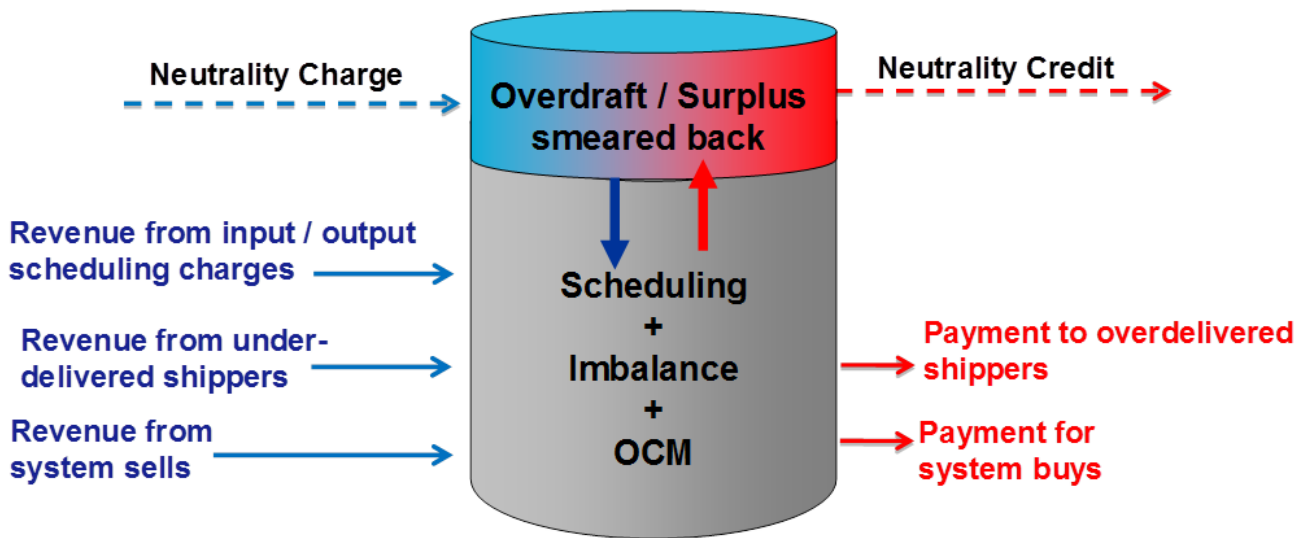 Neutrality Charge
Overdraft / Surplus
smeared back
Neutrality Credit
Revenue from input / output
scheduling charges
Scheduling
+
Revenue from under-
delivered shippers
Imbalance
Payment to overdelivered
shippers
+
Revenue from
system sells
OCM
Payment for
system buys